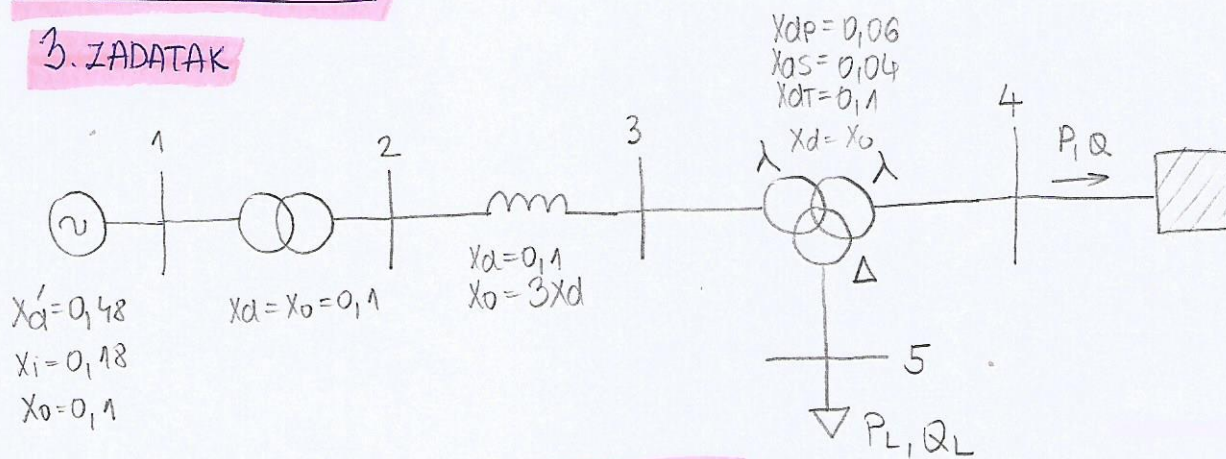 3. ZADATAK
Xdp = 0,06
Xds = 0,04
XdT = 0,1
Xd = X0
1
2
3
4
λ
λ
Δ
P, Q
~
X'd = 0,48
Xi = 0,18
X0 = 0,1
Xd = X0 = 0,1
Xd = 0,1
X0 = 3Xd
5
PL, QL